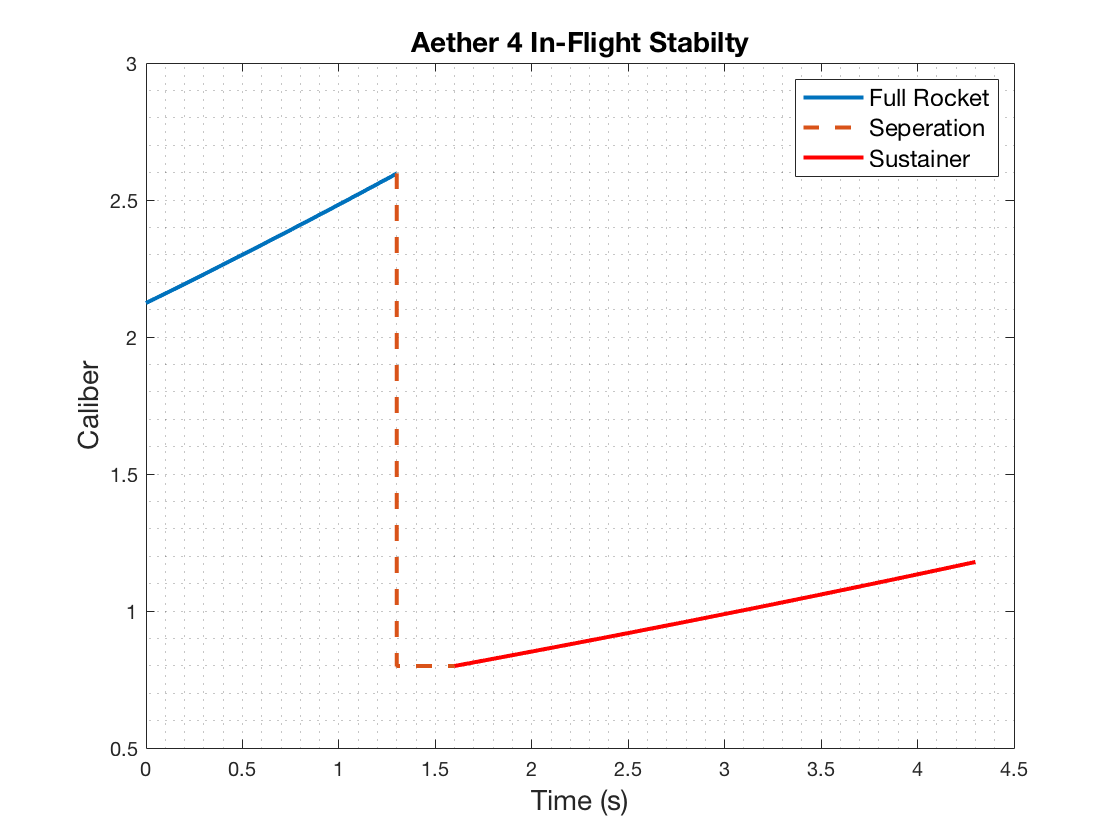 Aether 4 In-Flight Stabilty
3
2.5
2
1.5
1
0.5
Caliber
Full Rocket
Seperation
Sustainer
0 0.5 1 1.5 2 2.5 3 3.5 4 4.5
Time (s)